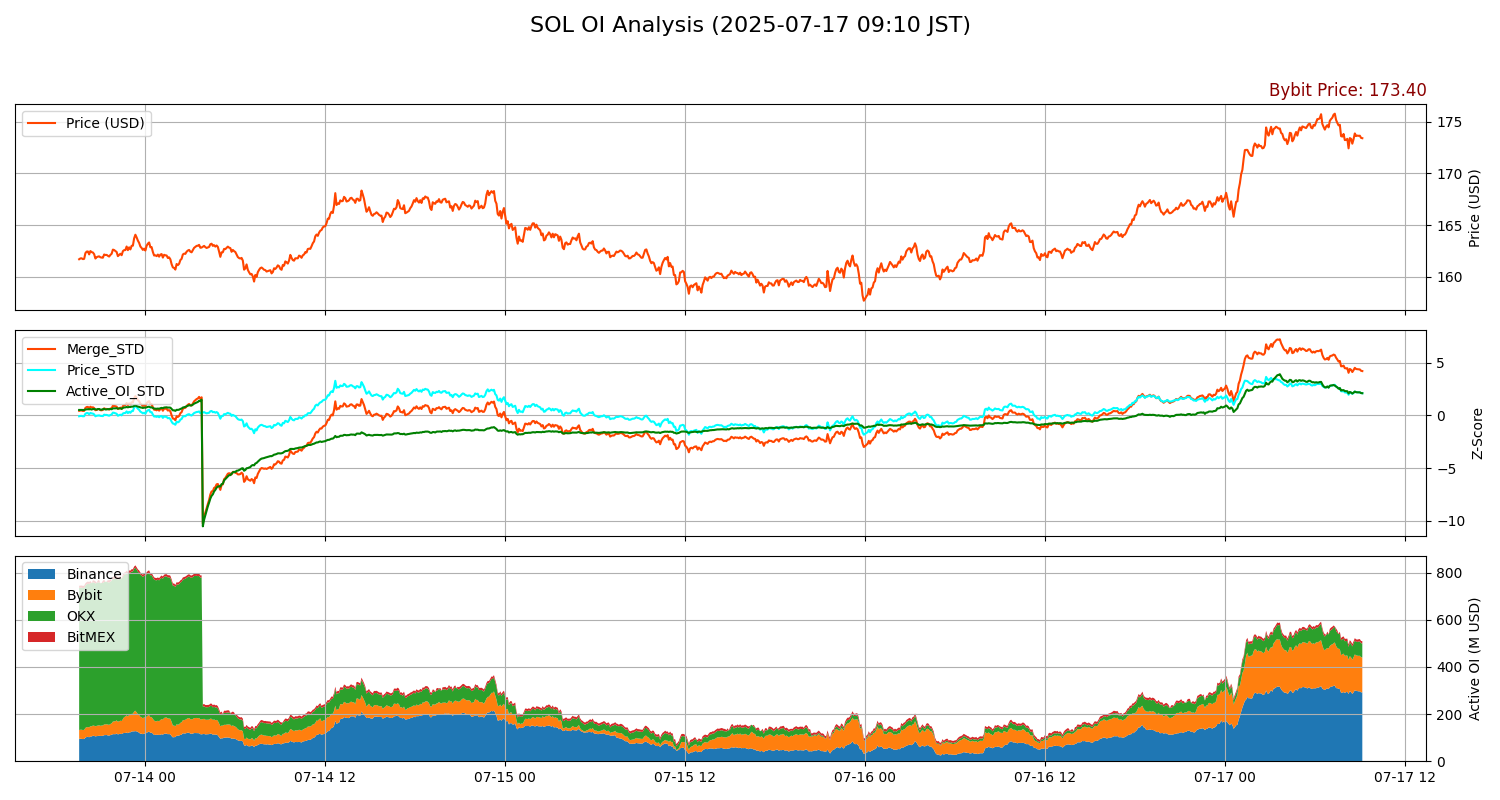 SOL OI Analysis (2025-07-17 09:10 JST)
Bybit Price: 173.40
Price (USD)
175
170
165
160
Price (USD)
Merge_STD
Price_STD
Active_OI_STD
5
0
−5
−10
Z-Score
Binance
Bybit
OKX
BitMEX
800
600
400
200
0
Active OI (M USD)
07-14 00
07-14 12
07-15 00
07-15 12
07-16 00
07-16 12
07-17 00
07-17 12